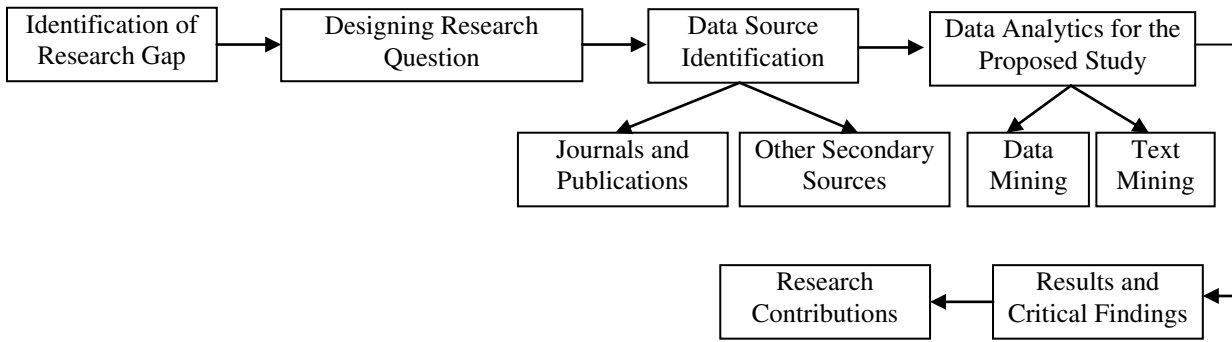 Identification of
Research Gap
Designing Research
Question
Data Source
Identification
Data Analytics for the
Proposed Study
Journals and
Publications
Other Secondary
Sources
Data
Mining
Text
Mining
Research
Contributions
Results and
Critical Findings